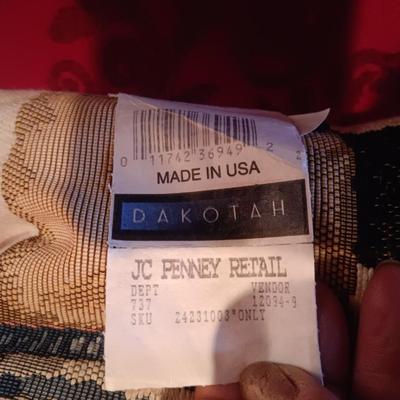 0 11742 36949 2 2
MADE IN USA
DAKOTAH
JC PENNEY RETAIL
DEPT VENDOR
737 12094-9
SKU 24231003*ONLY